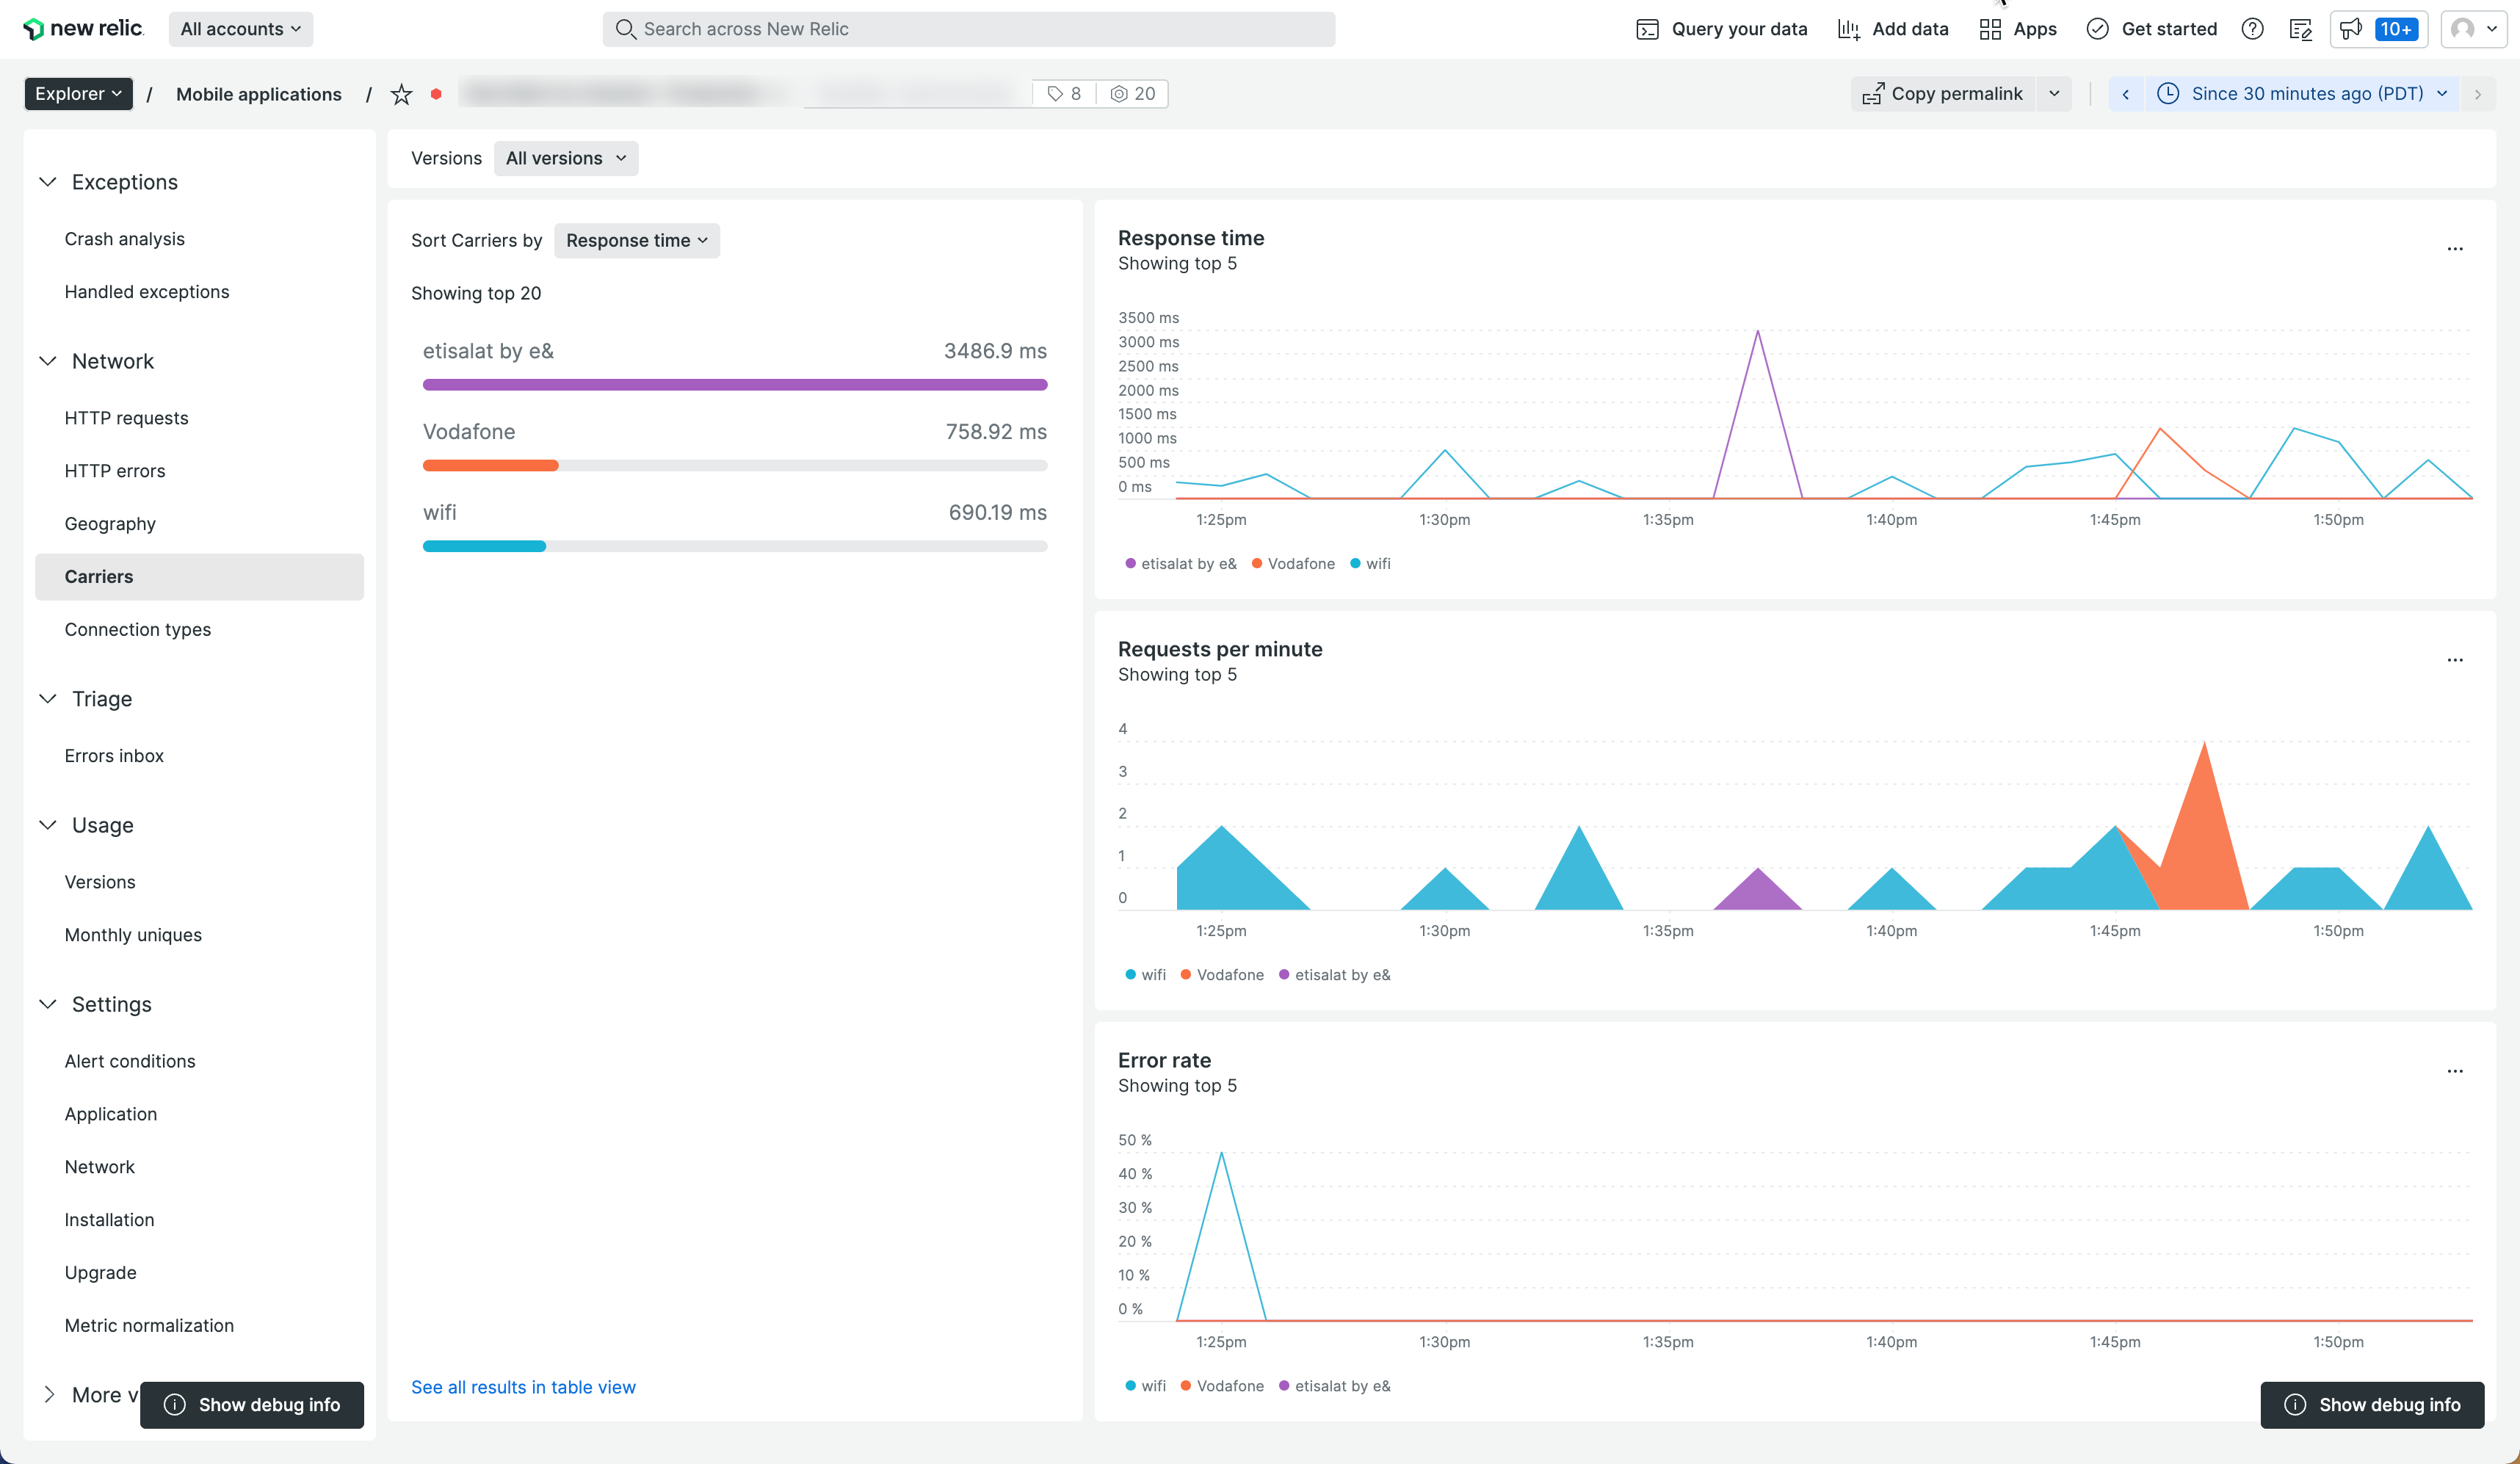 new relic.
All accounts
Search across New Relic
Query your data
Add data
Apps
Get started
10+
Explorer / Mobile applications /
8
20
Copy permalink
Since 30 minutes ago (PDT)
Exceptions
Crash analysis
Handled exceptions
Network
HTTP requests
HTTP errors
Geography
Carriers
Connection types
Triage
Errors inbox
Usage
Versions
Monthly uniques
Settings
Alert conditions
Application
Network
Installation
Upgrade
Metric normalization
More v
Show debug info
Versions All versions
Sort Carriers by Response time
Showing top 20
etisalat by e& 3486.9 ms
Vodafone 758.92 ms
wifi 690.19 ms
See all results in table view
Response time
Showing top 5
3500 ms
3000 ms
2500 ms
2000 ms
1500 ms
1000 ms
500 ms
0 ms
1:25pm 1:30pm 1:35pm 1:40pm 1:45pm 1:50pm
etisalat by e& Vodafone wifi
Requests per minute
Showing top 5
4
3
2
1
0
1:25pm 1:30pm 1:35pm 1:40pm 1:45pm 1:50pm
wifi Vodafone etisalat by e&
Error rate
Showing top 5
50 %
40 %
30 %
20 %
10 %
0 %
1:25pm 1:30pm 1:35pm 1:40pm 1:45pm 1:50pm
wifi Vodafone etisalat by e&
Show debug info